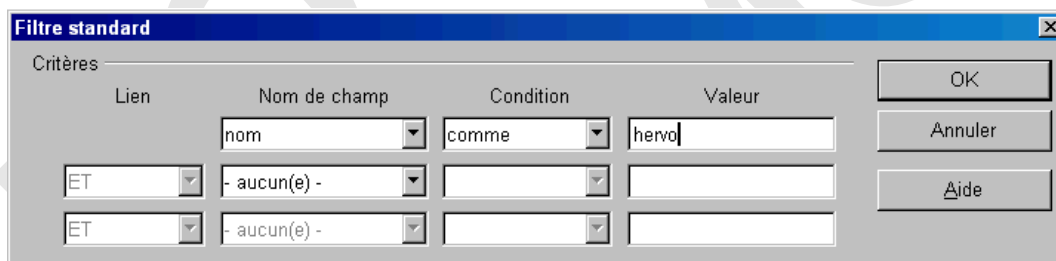 Filtre standard
Critères
Lien Nom de champ Condition Valeur OK
nom comme hervo Annuler
ET - aucun(e) - Aide
ET - aucun(e) -